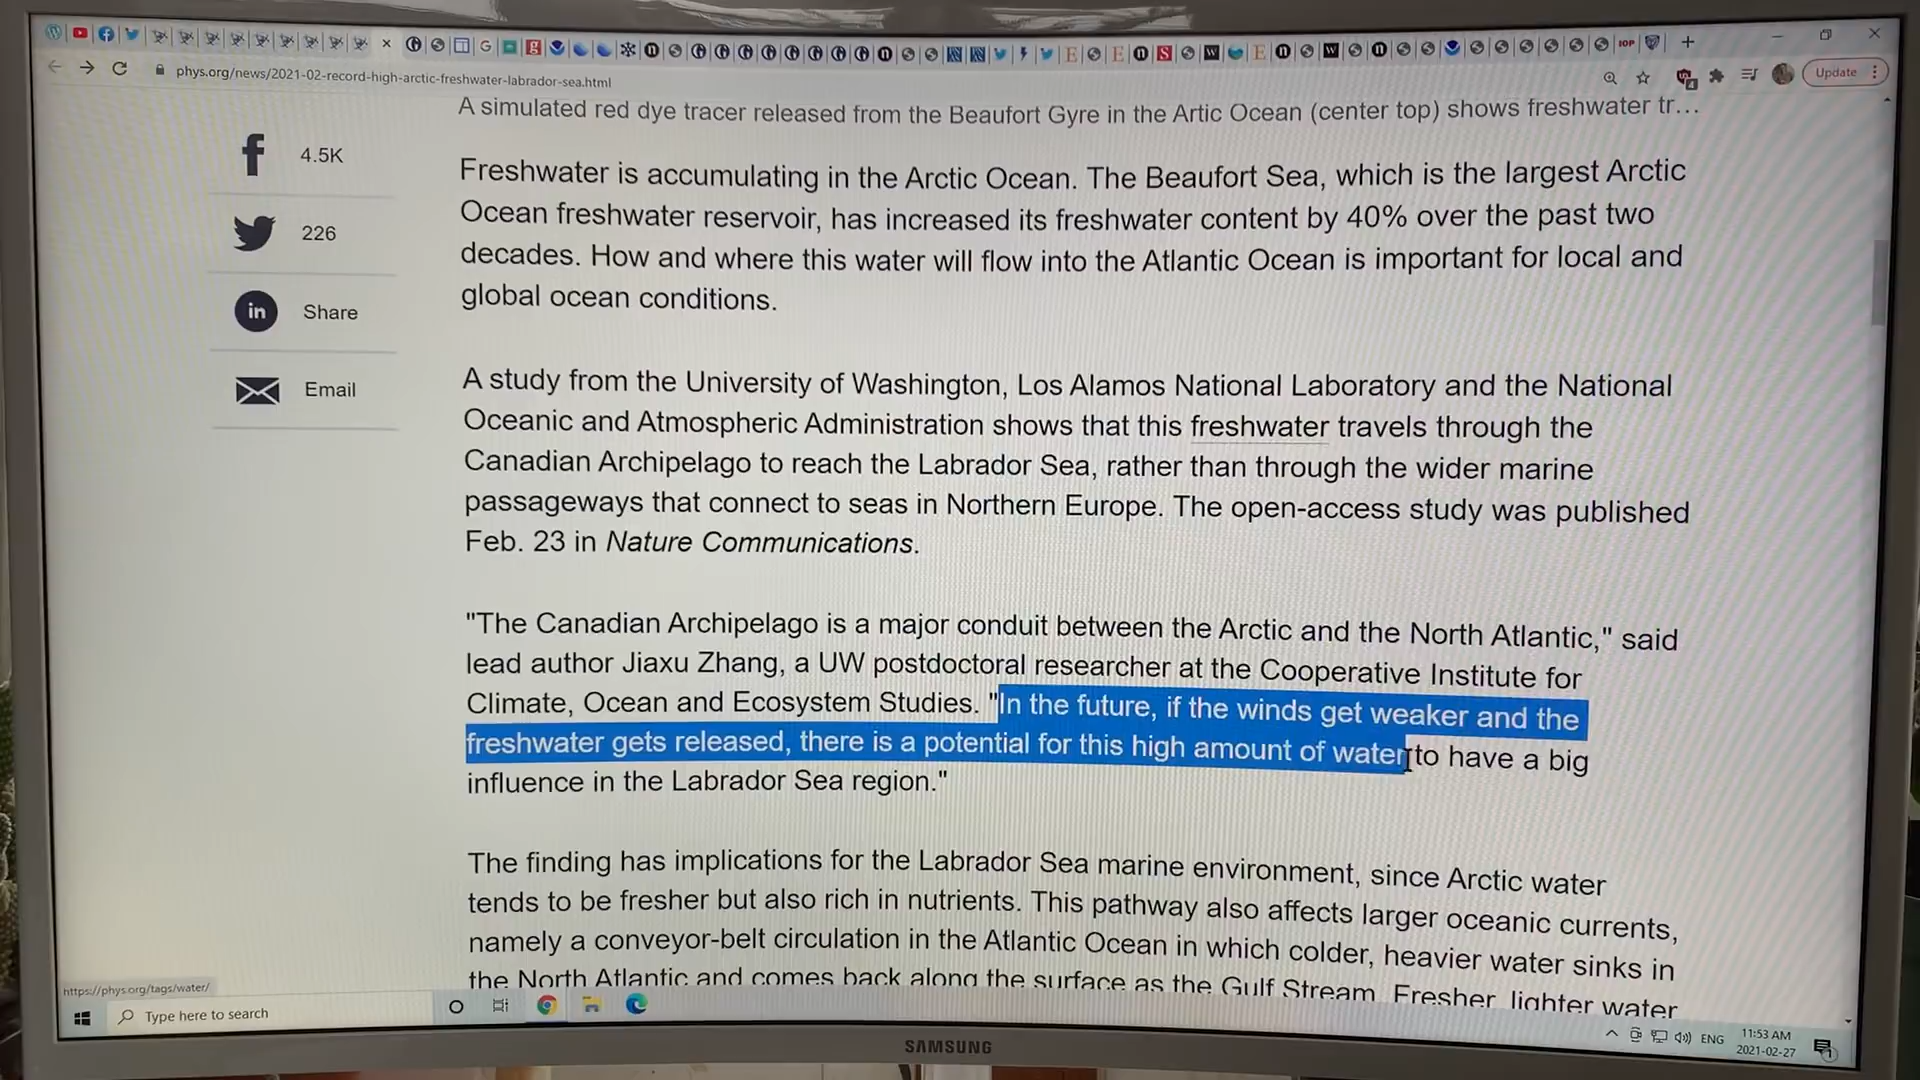 phys.org/news/2021-02-record-high-arctic-freshwater-labrador-sea.html
Update
A simulated red dye tracer released from the Beaufort Gyre in the Artic Ocean (center top) shows freshwater tr...
4.5K
226
Share
Email
Freshwater is accumulating in the Arctic Ocean. The Beaufort Sea, which is the largest Arctic
Ocean freshwater reservoir, has increased its freshwater content by 40% over the past two
decades. How and where this water will flow into the Atlantic Ocean is important for local and
global ocean conditions.
A study from the University of Washington, Los Alamos National Laboratory and the National
Oceanic and Atmospheric Administration shows that this freshwater travels through the
Canadian Archipelago to reach the Labrador Sea, rather than through the wider marine
passageways that connect to seas in Northern Europe. The open-access study was published
Feb. 23 in Nature Communications.
"The Canadian Archipelago is a major conduit between the Arctic and the North Atlantic," said
lead author Jiaxu Zhang, a UW postdoctoral researcher at the Cooperative Institute for
Climate, Ocean and Ecosystem Studies. "In the future, if the winds get weaker and the
freshwater gets released, there is a potential for this high amount of water to have a big
influence in the Labrador Sea region."
The finding has implications for the Labrador Sea marine environment, since Arctic water
tends to be fresher but also rich in nutrients. This pathway also affects larger oceanic currents,
namely a conveyor-belt circulation in the Atlantic Ocean in which colder, heavier water sinks in
the North Atlantic and comes back along the surface as the Gulf Stream. Fresher, lighter water
https://phys.org/tags/water/
Type here to search
ENG
11:53 AM
2021-02-27
SAMSUNG